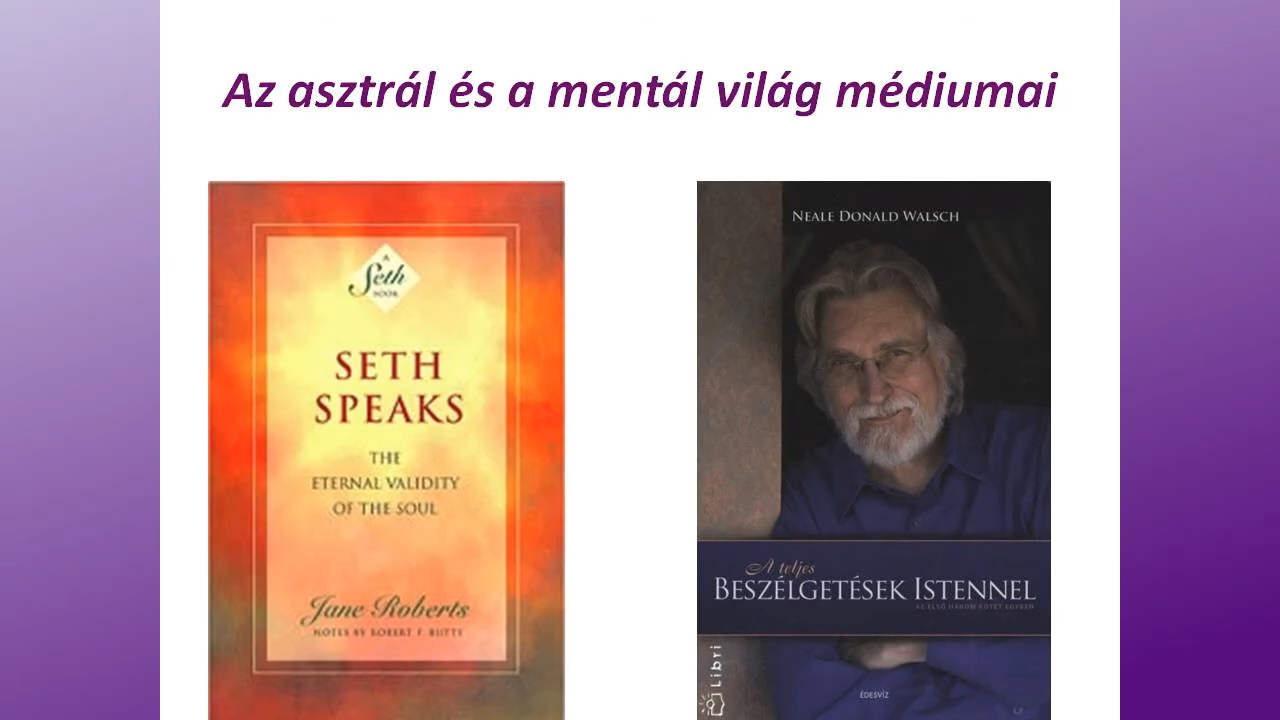 Az asztrál és a mentál világ médiumai
A
Seth
BOOK
SETH
SPEAKS
THE
ETERNAL VALIDITY
OF THE SOUL
Jane Roberts
NOTES BY ROBERT F. BUTTS
NEALE DONALD WALSCH
A teljes
BESZÉLGETÉSEK ISTENNEL
AZ ELSŐ HÁROM KÖTET EGYBEN
Libri
ÉDESVÍZ